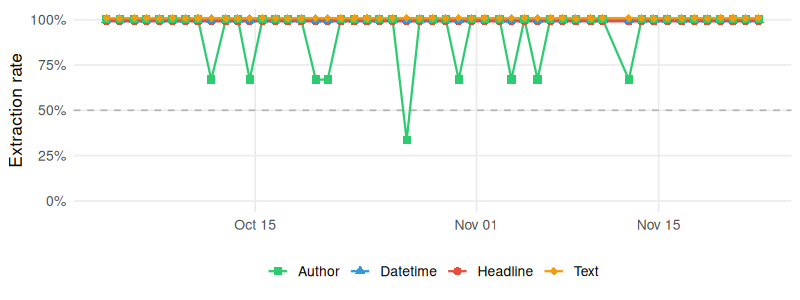 Extraction rate
100%
75%
50%
25%
0%
Oct 15 Nov 01 Nov 15
Author Datetime Headline Text